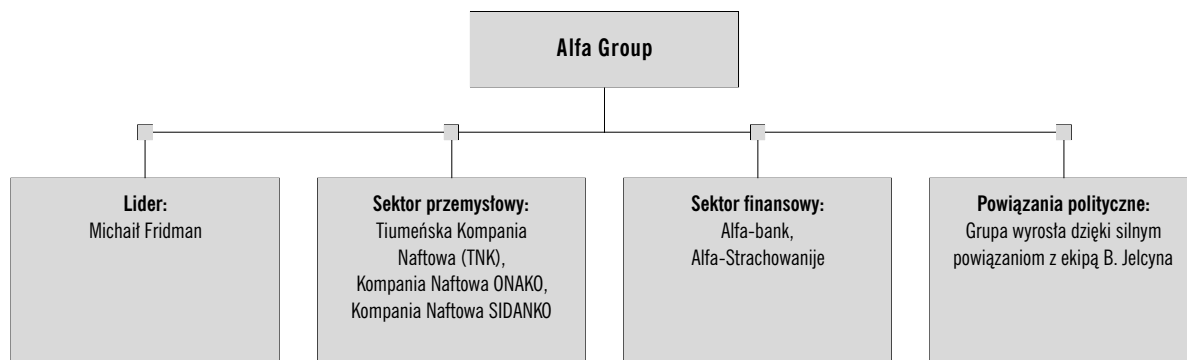 Alfa Group
Lider:
Michaił Fridman
Sektor przemysłowy:
Tiumeńska Kompania
Naftowa (TNK),
Kompania Naftowa ONAKO,
Kompania Naftowa SIDANKO
Sektor finansowy:
Alfa-bank,
Alfa-Strachowanije
Powiązania polityczne:
Grupa wyrosła dzięki silnym
powiązaniom z ekipą B. Jelcyna